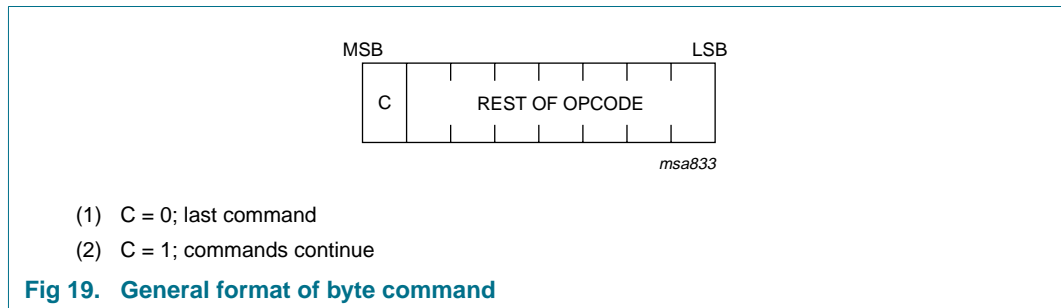 MSB LSB
C REST OF OPCODE
msa833
(1) C = 0; last command
(2) C = 1; commands continue
Fig 19. General format of byte command